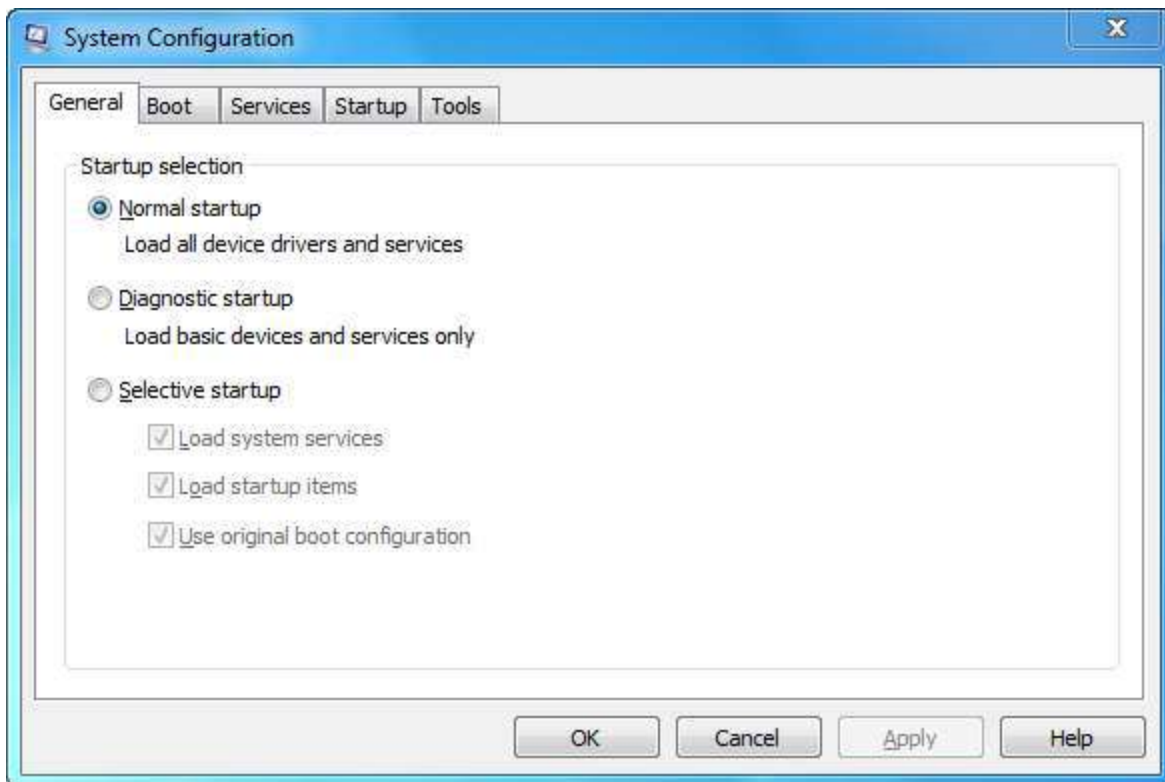 System Configuration
General Boot Services Startup Tools
Startup selection
Normal startup
Load all device drivers and services
Diagnostic startup
Load basic devices and services only
Selective startup
Load system services
Load startup items
Use original boot configuration
OK Cancel Apply Help